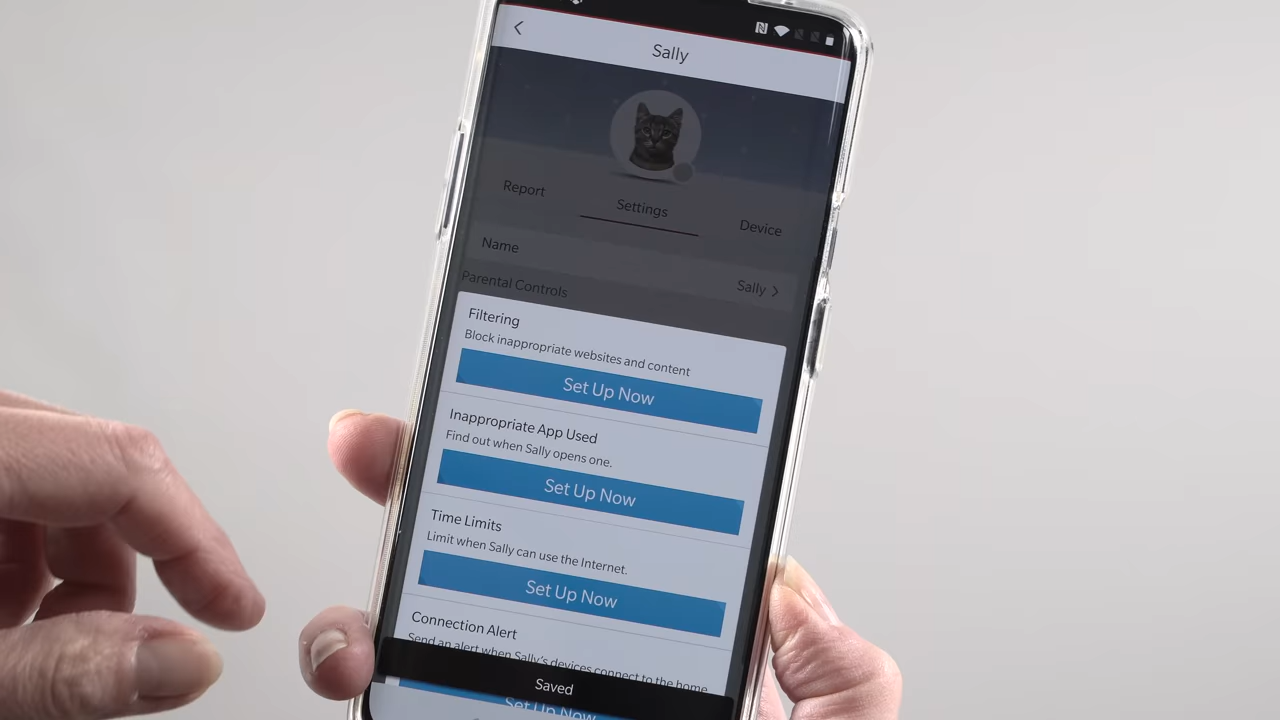 Sally
Report
Settings
Device
Name
Sally
Parental Controls
Filtering
Block inappropriate websites and content
Set Up Now
Inappropriate App Used
Find out when Sally opens one.
Set Up Now
Time Limits
Limit when Sally can use the Internet.
Set Up Now
Connection Alert
Send an alert when Sally's devices connect to the home
Saved
Set Up Now